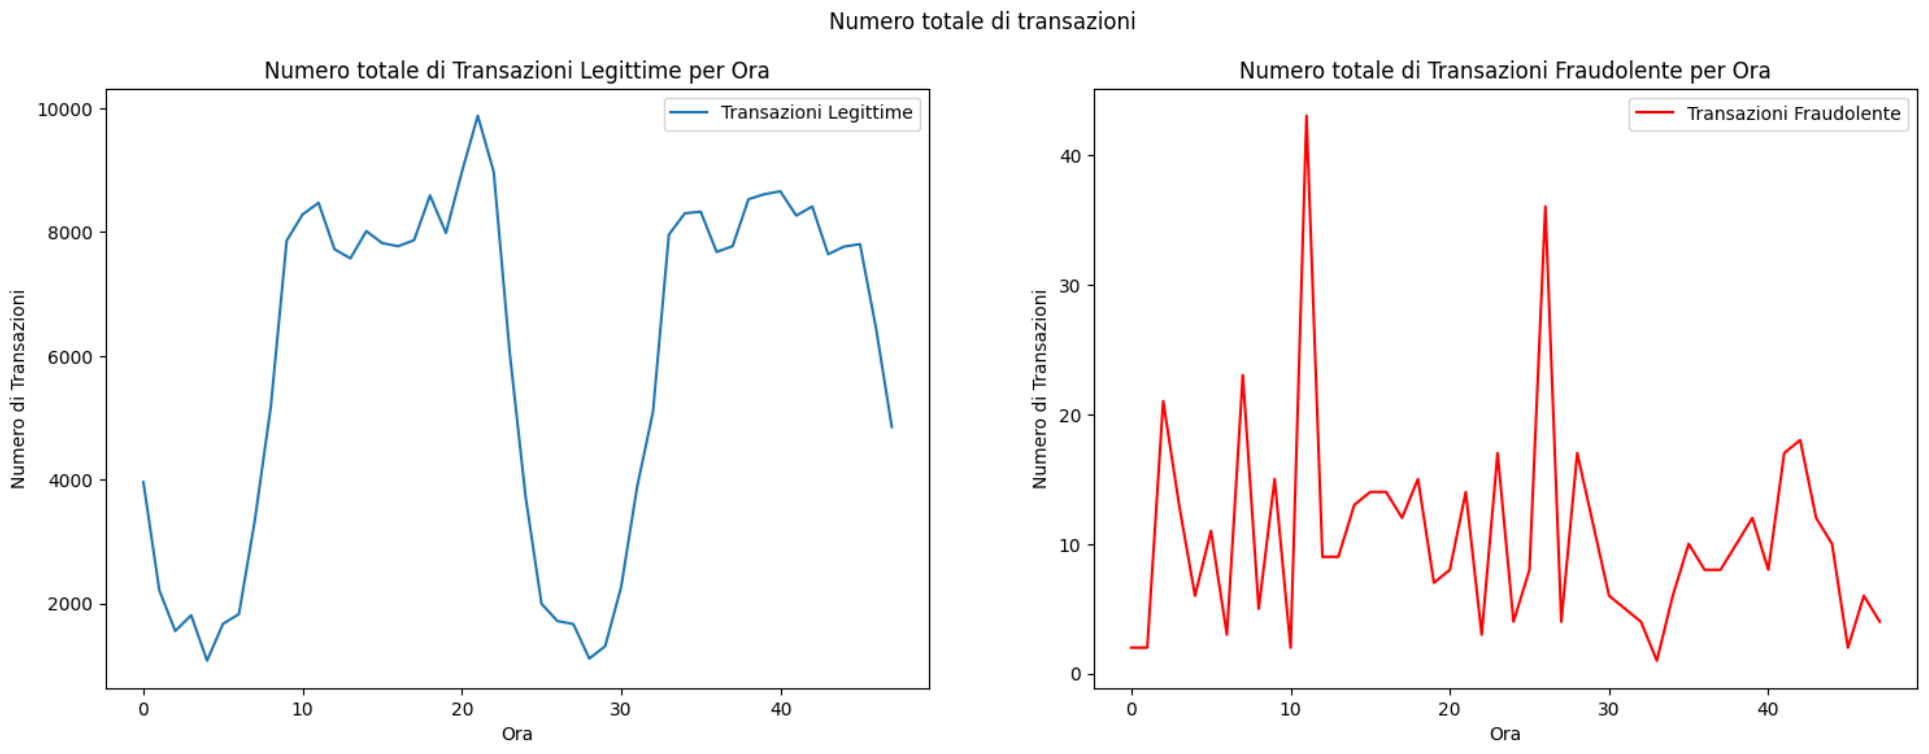 Numero totale di transazioni
Numero totale di Transazioni Legittime per Ora
Transazioni Legittime
10000
8000
6000
4000
2000
Numero di Transazioni
0 10 20 30 40
Ora
Numero totale di Transazioni Fraudolente per Ora
Transazioni Fraudolente
40
30
20
10
0
Numero di Transazioni
0 10 20 30 40
Ora